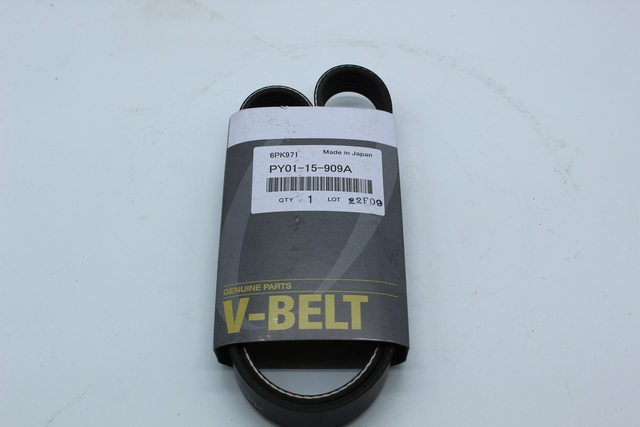 6PK971 Made in Japan
PY01-15-909A
QTY 1 LOT 22F09
GENUINE PARTS
V-BELT